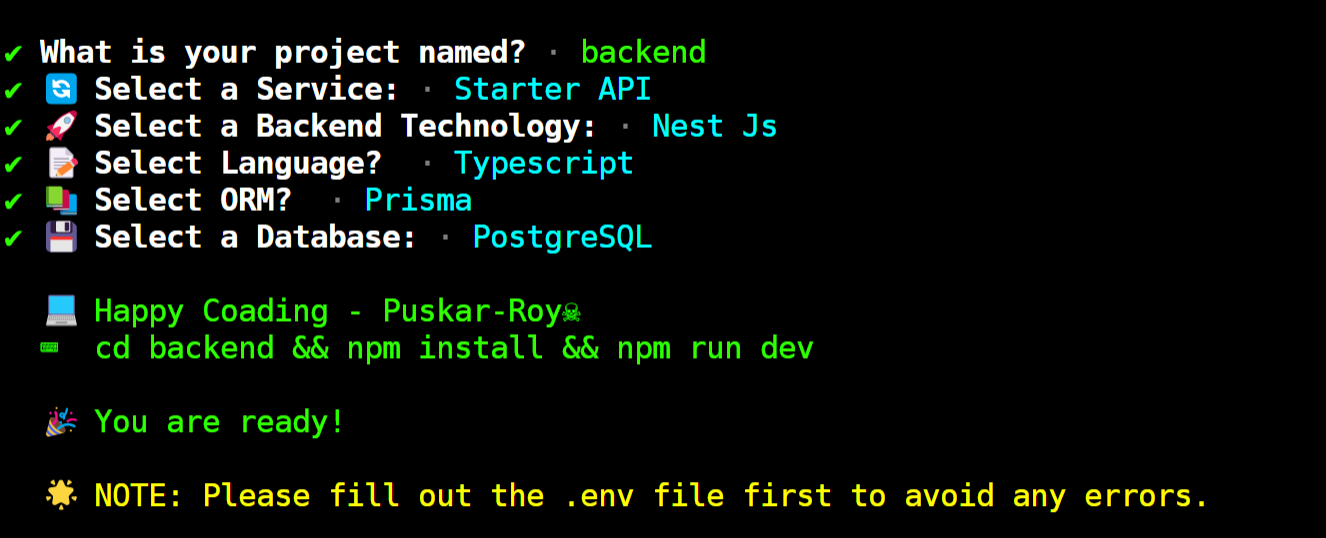 ✔ What is your project named? · backend
✔ 🔄 Select a Service: · Starter API
✔ 🚀 Select a Backend Technology: · Nest Js
✔ 📝 Select Language? · Typescript
✔ 📚 Select ORM? · Prisma
✔ 💾 Select a Database: · PostgreSQL
💻 Happy Coading - Puskar-Roy☠
⌨ cd backend && npm install && npm run dev
🎉 You are ready!
🌟 NOTE: Please fill out the .env file first to avoid any errors.